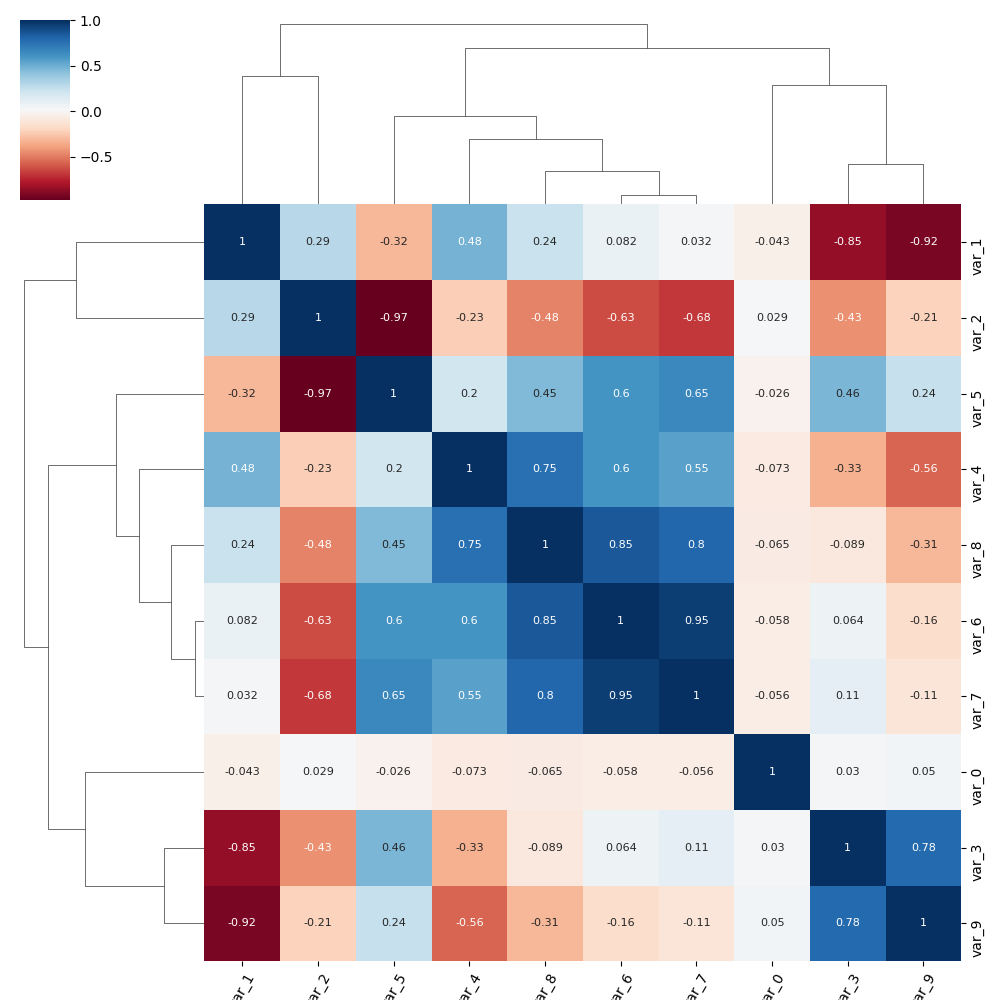 1.0
0.5
0.0
−0.5
1 0.29 -0.32 0.48 0.24 0.082 0.032 -0.043 -0.85 -0.92 var_1
0.29 1 -0.97 -0.23 -0.48 -0.63 -0.68 0.029 -0.43 -0.21 var_2
-0.32 -0.97 1 0.2 0.45 0.6 0.65 -0.026 0.46 0.24 var_5
0.48 -0.23 0.2 1 0.75 0.6 0.55 -0.073 -0.33 -0.56 var_4
0.24 -0.48 0.45 0.75 1 0.85 0.8 -0.065 -0.089 -0.31 var_8
0.082 -0.63 0.6 0.6 0.85 1 0.95 -0.058 0.064 -0.16 var_6
0.032 -0.68 0.65 0.55 0.8 0.95 1 -0.056 0.11 -0.11 var_7
-0.043 0.029 -0.026 -0.073 -0.065 -0.058 -0.056 1 0.03 0.05 var_0
-0.85 -0.43 0.46 -0.33 -0.089 0.064 0.11 0.03 1 0.78 var_3
-0.92 -0.21 0.24 -0.56 -0.31 -0.16 -0.11 0.05 0.78 1 var_9
ar_1 ar_2 ar_5 ar_4 ar_8 ar_6 ar_7 ar_0 ar_3 ar_9